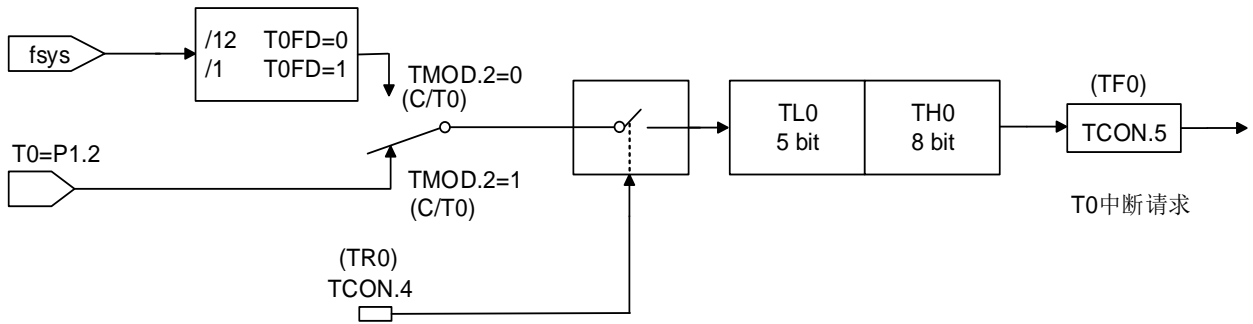 fsys
/12 T0FD=0
/1 T0FD=1
TMOD.2=0
(C/T0)
T0=P1.2
TMOD.2=1
(C/T0)
(TR0)
TCON.4
TL0
5 bit
TH0
8 bit
(TF0)
TCON.5
T0中断请求